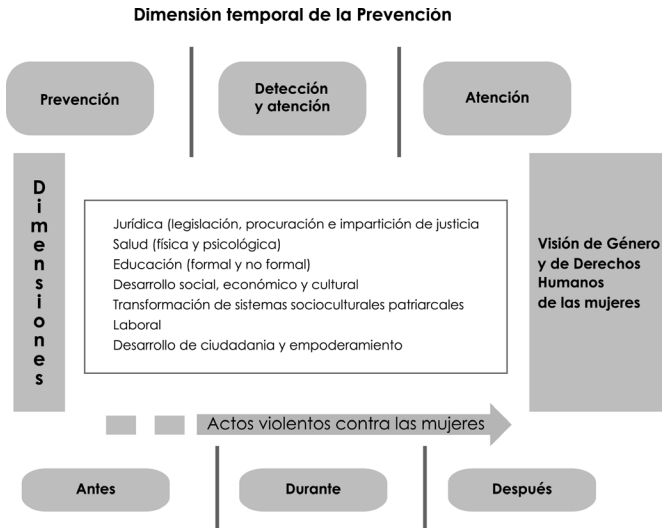 Dimensión temporal de la Prevención
Prevención
Detección
y atención
Atención
Dimensiones
Jurídica (legislación, procuración e impartición de justicia
Salud (física y psicológica)
Educación (formal y no formal)
Desarrollo social, económico y cultural
Transformación de sistemas socioculturales patriarcales
Laboral
Desarrollo de ciudadania y empoderamiento
Visión de Género
y de Derechos
Humanos
de las mujeres
Actos violentos contra las mujeres
Antes
Durante
Después